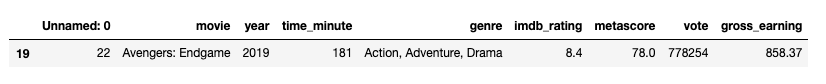 Unnamed: 0 movie year time_minute genre imdb_rating metascore vote gross_earning
19 22 Avengers: Endgame 2019 181 Action, Adventure, Drama 8.4 78.0 778254 858.37